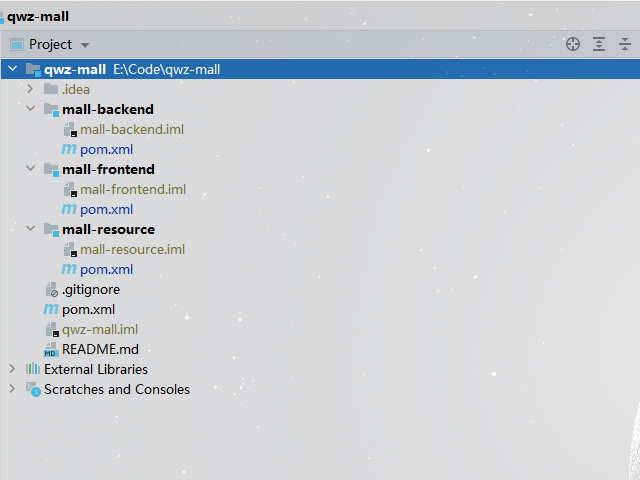 qwz-mall
Project
qwz-mall E:\Code\qwz-mall
.idea
mall-backend
mall-backend.iml
m pom.xml
mall-frontend
mall-frontend.iml
m pom.xml
mall-resource
mall-resource.iml
m pom.xml
.gitignore
m pom.xml
qwz-mall.iml
MD README.md
External Libraries
Scratches and Consoles